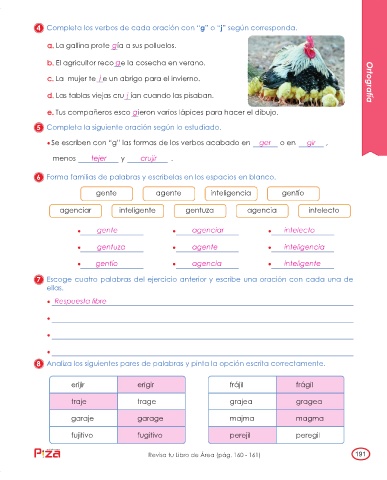 4 Completa los verbos de cada oración con "g" o "j" según corresponda.
a. La gallina prote gía a sus polluelos.
b. El agricultor reco ge la cosecha en verano.
c. La mujer te j e un abrigo para el invierno.
d. Las tablas viejas cru j ían cuando las pisaban.
e. Tus compañeros esco gieron varios lápices para hacer el dibujo.
Ortografía
5 Completa la siguiente oración según lo estudiado.
• Se escriben con "g" las formas de los verbos acabado en ger o en gir ,
menos tejer y crujir .
6 Forma familias de palabras y escríbelas en los espacios en blanco.
gente agente inteligencia gentío
agenciar inteligente gentuza agencia intelecto
• gente • agenciar • intelecto
• gentuza • agente • inteligencia
• gentío • agencia • inteligente
7 Escoge cuatro palabras del ejercicio anterior y escribe una oración con cada una de
ellas.
• Respuesta libre
8 Analiza los siguientes pares de palabras y pinta la opción escrita correctamente.
erijir erigir frájil frágil
traje trage grajea gragea
garaje garage majma magma
fujitivo fugitivo perejil peregil
Piza
Revisa tu Libro de Área (pág. 160 - 161)
191